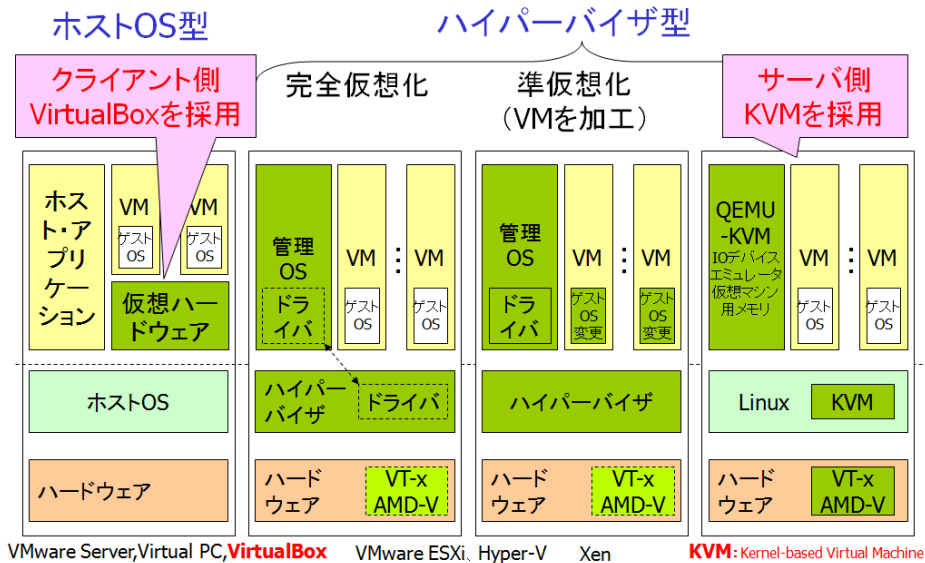 ホストOS型
ハイパーバイザ型
クライアント側
VirtualBoxを採用
完全仮想化
準仮想化
（VMを加工）
サーバ側
KVMを採用
ホス
ト・ア
プリ
ケー
ション
VM
ゲスト
OS
VM
ゲスト
OS
仮想ハー
ドウェア
ホストOS
ハードウェア
管理
OS
ドラ
イバ
VM
ゲスト
OS
⋮
VM
ゲスト
OS
ハイパー
バイザ
ドライバ
ハード
ウェア
VT-x
AMD-V
管理
OS
ドラ
イバ
VM
ゲスト
OS
変更
⋮
VM
ゲスト
OS
変更
ハイパーバイザ
ハード
ウェア
VT-x
AMD-V
QEMU
-KVM
IOデバイス
エミュレータ
仮想マシン
用メモリ
VM
ゲスト
OS
⋮
VM
ゲスト
OS
Linux
KVM
ハード
ウェア
VT-x
AMD-V
VMware Server,Virtual PC,VirtualBox
VMware ESXi、Hyper-V
Xen
KVM：Kernel-based Virtual Machine